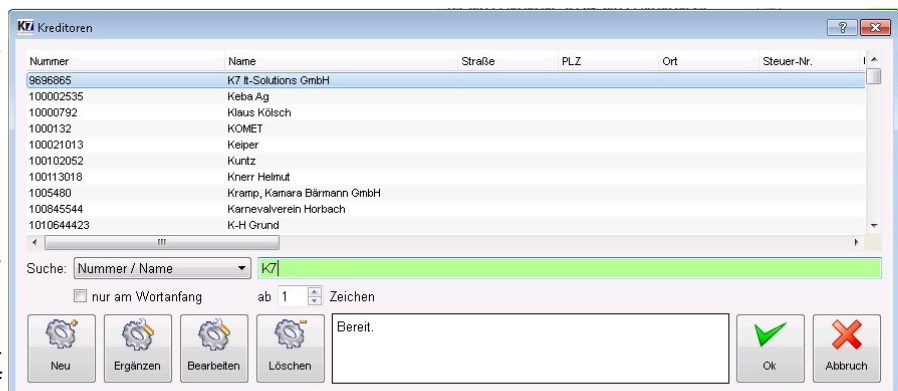 K7 Kreditoren
Nummer Name Straße PLZ Ort Steuer-Nr.
9696865 K7 It-Solutions GmbH
100002535 Keba Ag
10000792 Klaus Kölsch
1000132 KOMET
100021013 Keiper
100102052 Kuntz
100113018 Knerr Helmut
1005480 Kramp, Kamara Bärmann GmbH
100845544 Karnevalverein Horbach
1010644423 K-H Grund
Suche: Nummer / Name K7
nur am Wortanfang ab 1 Zeichen
Neu Ergänzen Bearbeiten Löschen Bereit. Ok Abbruch